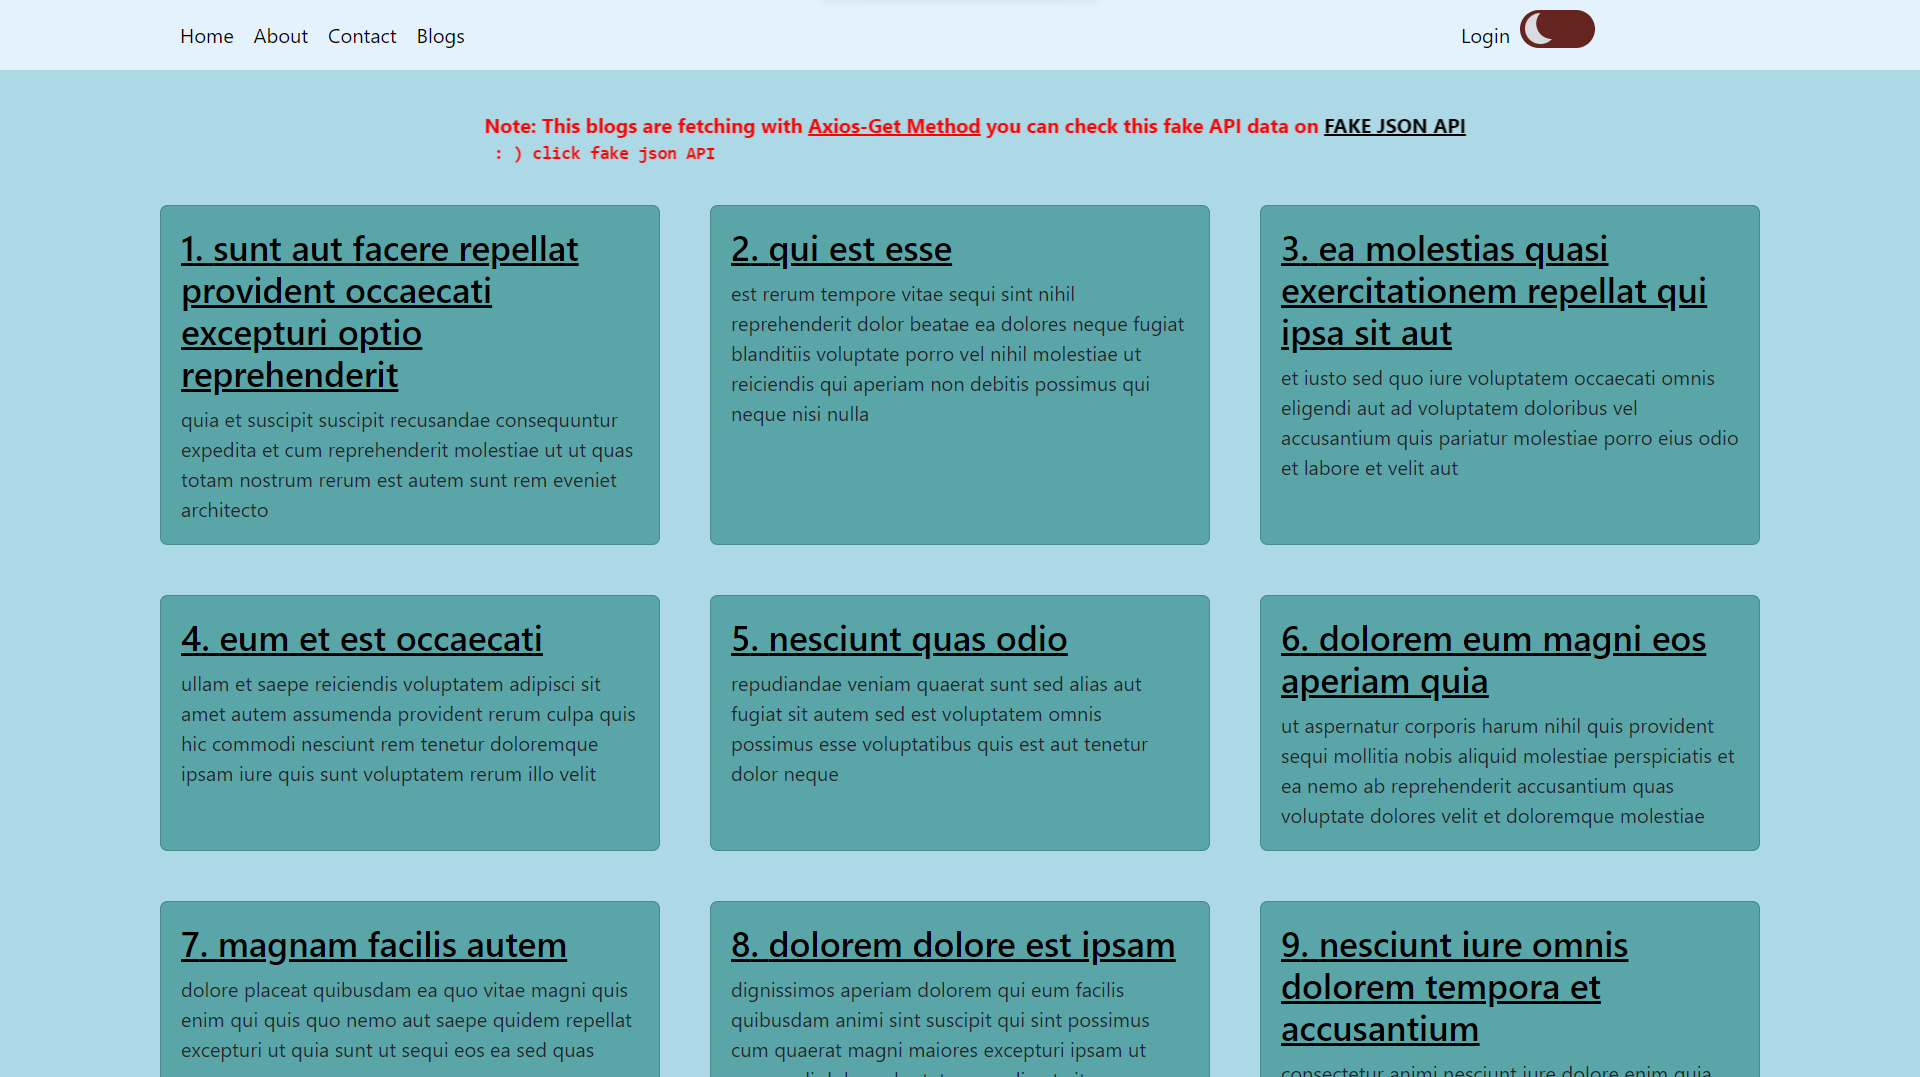 Home About Contact Blogs
Login
Note: This blogs are fetching with Axios-Get Method you can check this fake API data on FAKE JSON API
: ) click fake json API
1. sunt aut facere repellat
provident occaecati
excepturi optio
reprehenderit
quia et suscipit suscipit recusandae consequuntur
expedita et cum reprehenderit molestiae ut ut quas
totam nostrum rerum est autem sunt rem eveniet
architecto
2. qui est esse
est rerum tempore vitae sequi sint nihil
reprehenderit dolor beatae ea dolores neque fugiat
blanditiis voluptate porro vel nihil molestiae ut
reiciendis qui aperiam non debitis possimus qui
neque nisi nulla
3. ea molestias quasi
exercitationem repellat qui
ipsa sit aut
et iusto sed quo iure voluptatem occaecati omnis
eligendi aut ad voluptatem doloribus vel
accusantium quis pariatur molestiae porro eius odio
et labore et velit aut
4. eum et est occaecati
ullam et saepe reiciendis voluptatem adipisci sit
amet autem assumenda provident rerum culpa quis
hic commodi nesciunt rem tenetur doloremque
ipsam iure quis sunt voluptatem rerum illo velit
5. nesciunt quas odio
repudiandae veniam quaerat sunt sed alias aut
fugiat sit autem sed est voluptatem omnis
possimus esse voluptatibus quis est aut tenetur
dolor neque
6. dolorem eum magni eos
aperiam quia
ut aspernatur corporis harum nihil quis provident
sequi mollitia nobis aliquid molestiae perspiciatis et
ea nemo ab reprehenderit accusantium quas
voluptate dolores velit et doloremque molestiae
7. magnam facilis autem
dolore placeat quibusdam ea quo vitae magni quis
enim qui quis quo nemo aut saepe quidem repellat
excepturi ut quia sunt ut sequi eos ea sed quas
8. dolorem dolore est ipsam
dignissimos aperiam dolorem qui eum facilis
quibusdam animi sint suscipit qui sint possimus
cum quaerat magni maiores excepturi ipsam ut
9. nesciunt iure omnis
dolorem tempora et
accusantium
consectetur animi nesciunt iure dolore enim quia